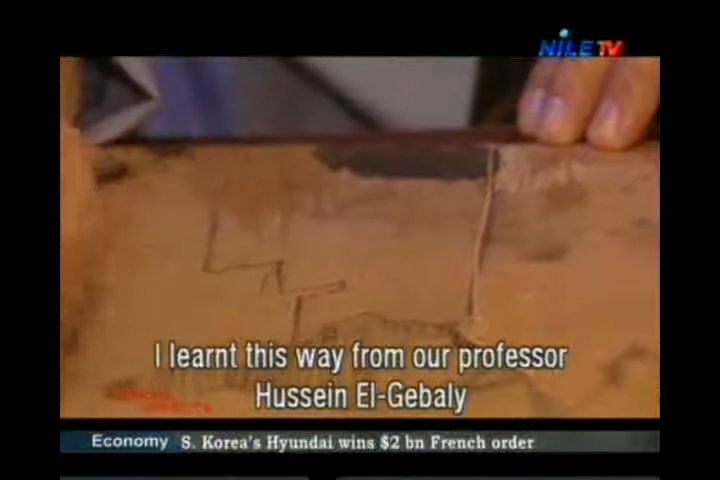 NiLE TV
I learnt this way from our professor
Hussein El-Gebaly
Economy S. Korea's Hyundai wins $2 bn French order